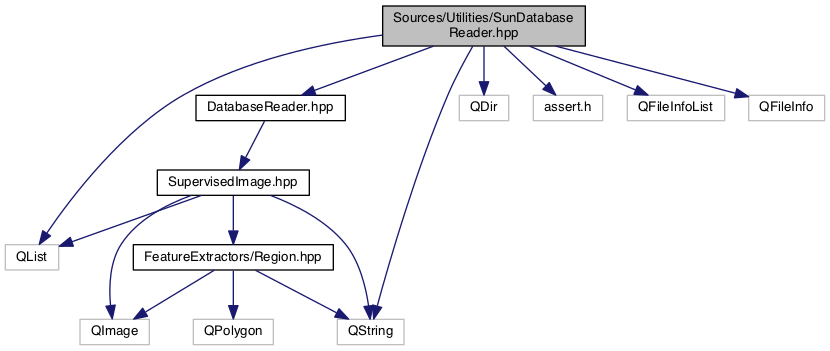 Sources/Utilities/SunDatabase
Reader.hpp
DatabaseReader.hpp
QDir
assert.h
QFileInfoList
QFileInfo
SupervisedImage.hpp
QList
FeatureExtractors/Region.hpp
QImage
QPolygon
QString